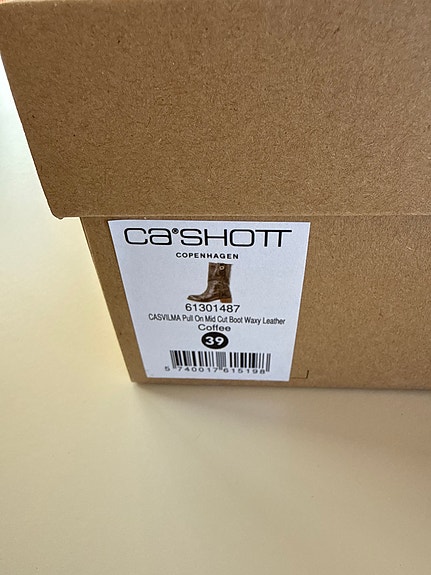 ca'SHOTT
COPENHAGEN
61301487
CASVILMA Pull On Mid Cut Boot Waxy Leather
Coffee
39
5 740017 615198